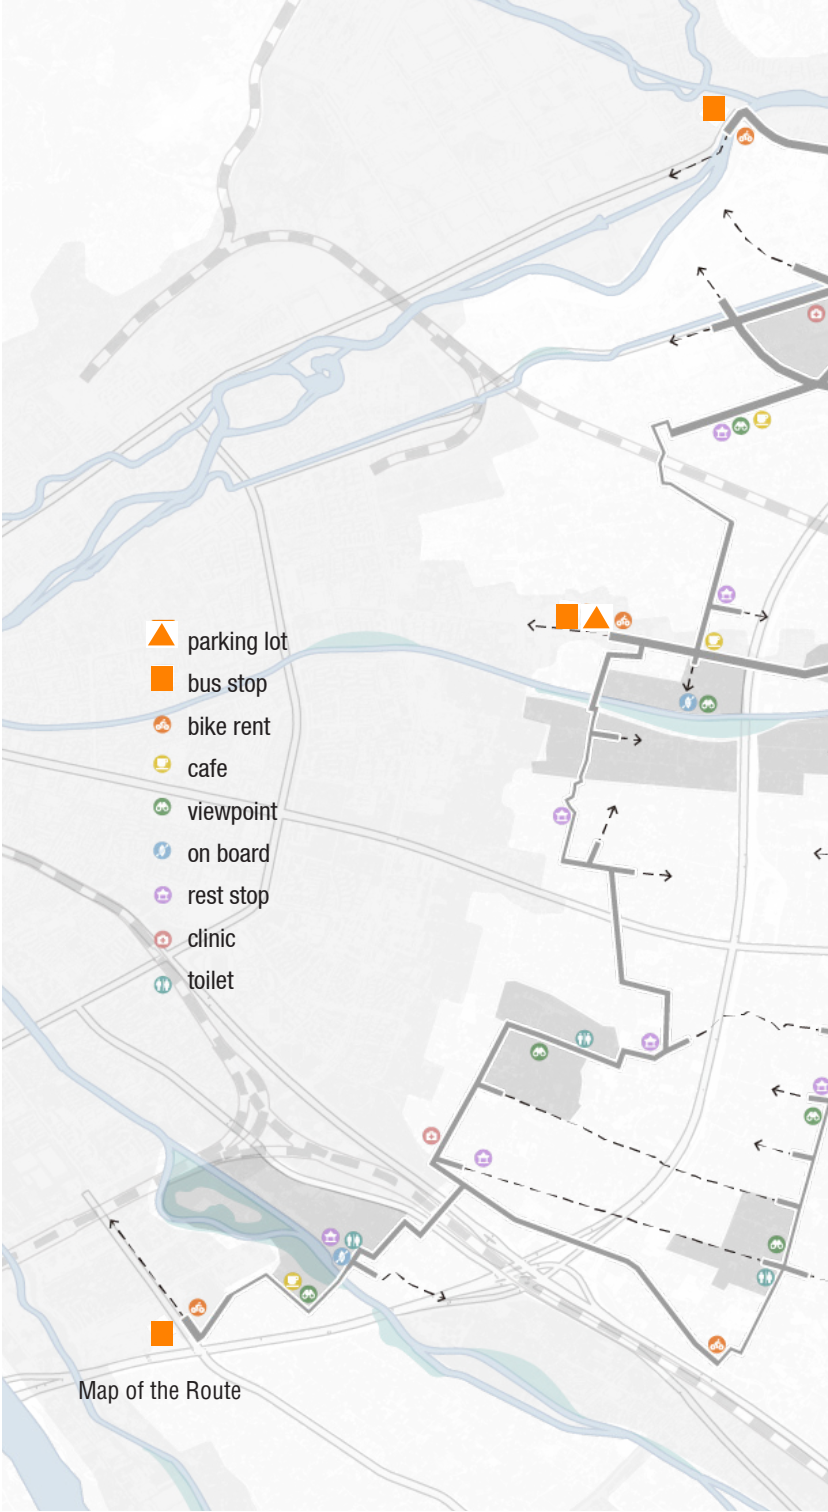 parking lot
bus stop
bike rent
cafe
viewpoint
on board
rest stop
clinic
toilet
Map of the Route